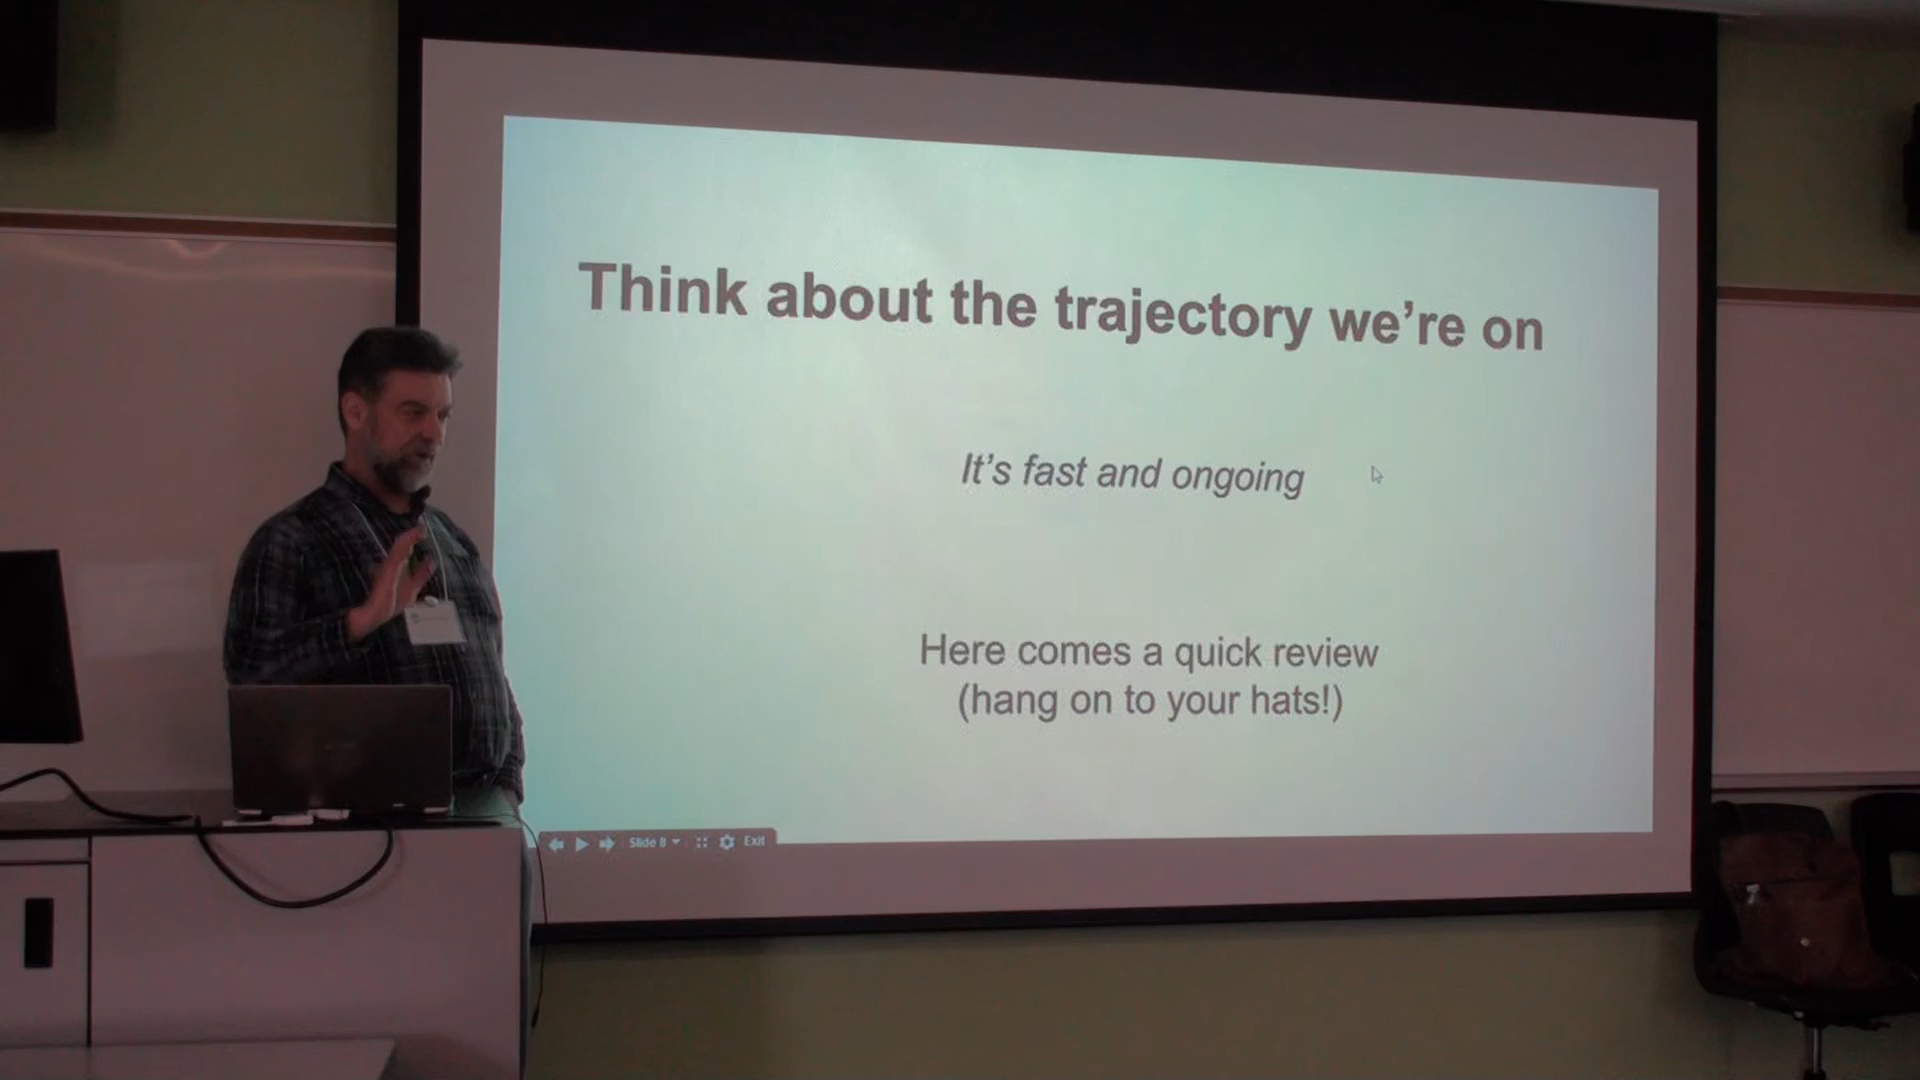 Think about the trajectory we're on
It's fast and ongoing
Here comes a quick review
(hang on to your hats!)
Slide 8 Exit